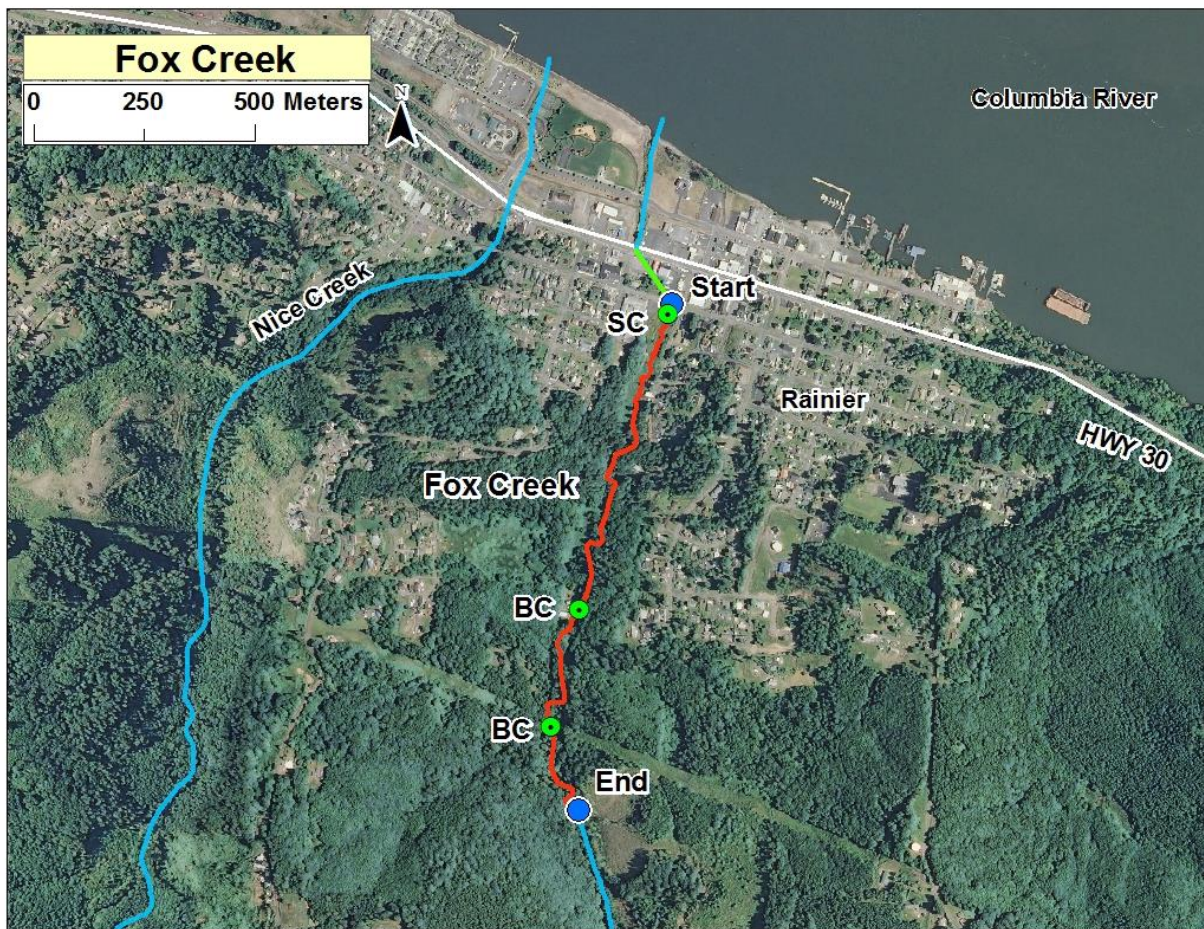 Fox Creek
0 250 500 Meters
N
Columbia River
Nice Creek
Start
SC
Rainier
HWY 30
Fox Creek
BC
BC
End